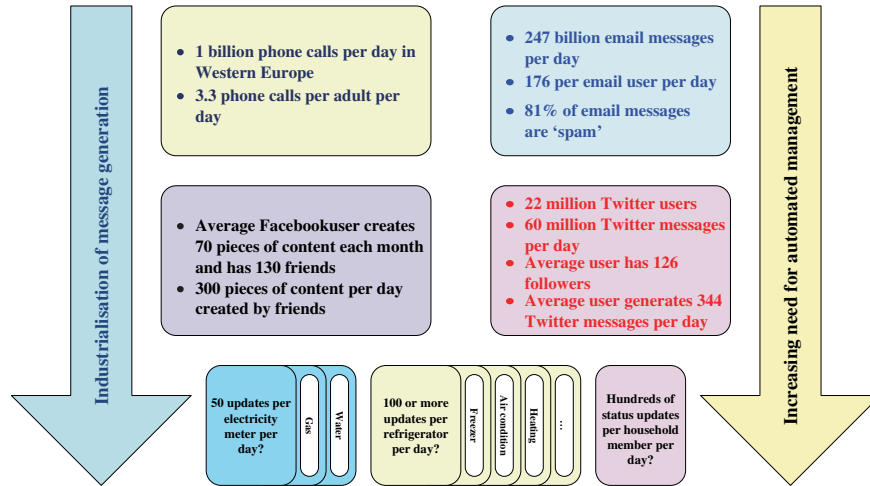 Industrialisation of message generation
• 1 billion phone calls per day in
Western Europe
• 3.3 phone calls per adult per
day
• 247 billion email messages
per day
• 176 per email user per day
• 81% of email messages
are ‘spam’
• Average Facebookuser creates
70 pieces of content each month
and has 130 friends
• 300 pieces of content per day
created by friends
• 22 million Twitter users
• 60 million Twitter messages
per day
• Average user has 126
followers
• Average user generates 344
Twitter messages per day
50 updates per
electricity
meter per
day?
Gas
Water
100 or more
updates per
refrigerator
per day?
Freezer
Air condition
Heating
...
Hundreds of
status updates
per household
member per
day?
Increasing need for automated management